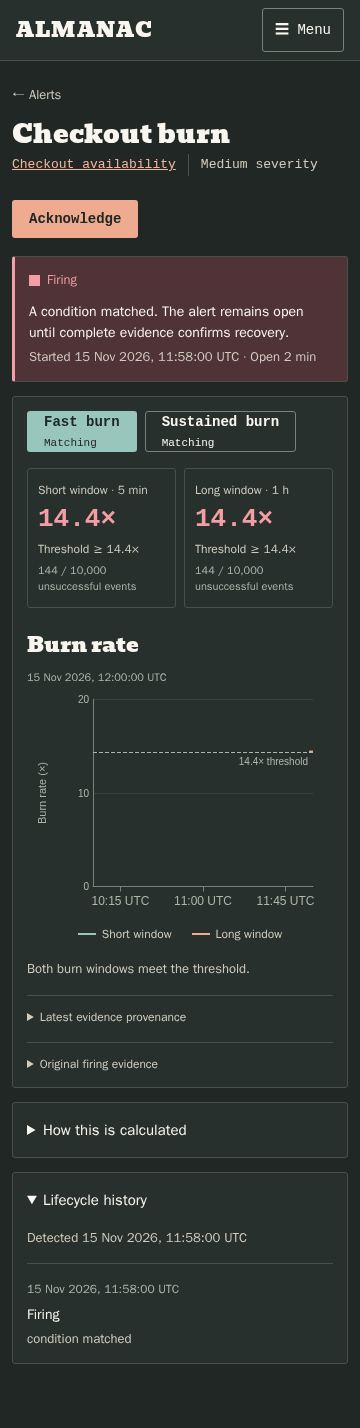 ALMANAC
☰ Menu
← Alerts
Checkout burn
Checkout availability
Medium severity
Acknowledge
Firing
A condition matched. The alert remains open
until complete evidence confirms recovery.
Started 15 Nov 2026, 11:58:00 UTC · Open 2 min
Fast burn
Matching
Sustained burn
Matching
Short window · 5 min
14.4×
Threshold ≥ 14.4×
144 / 10,000
unsuccessful events
Long window · 1 h
14.4×
Threshold ≥ 14.4×
144 / 10,000
unsuccessful events
Burn rate
15 Nov 2026, 12:00:00 UTC
Burn rate (×)
20
14.4× threshold
10
0
10:15 UTC
11:00 UTC
11:45 UTC
Short window
Long window
Both burn windows meet the threshold.
Latest evidence provenance
Original firing evidence
How this is calculated
Lifecycle history
Detected 15 Nov 2026, 11:58:00 UTC
15 Nov 2026, 11:58:00 UTC
Firing
condition matched